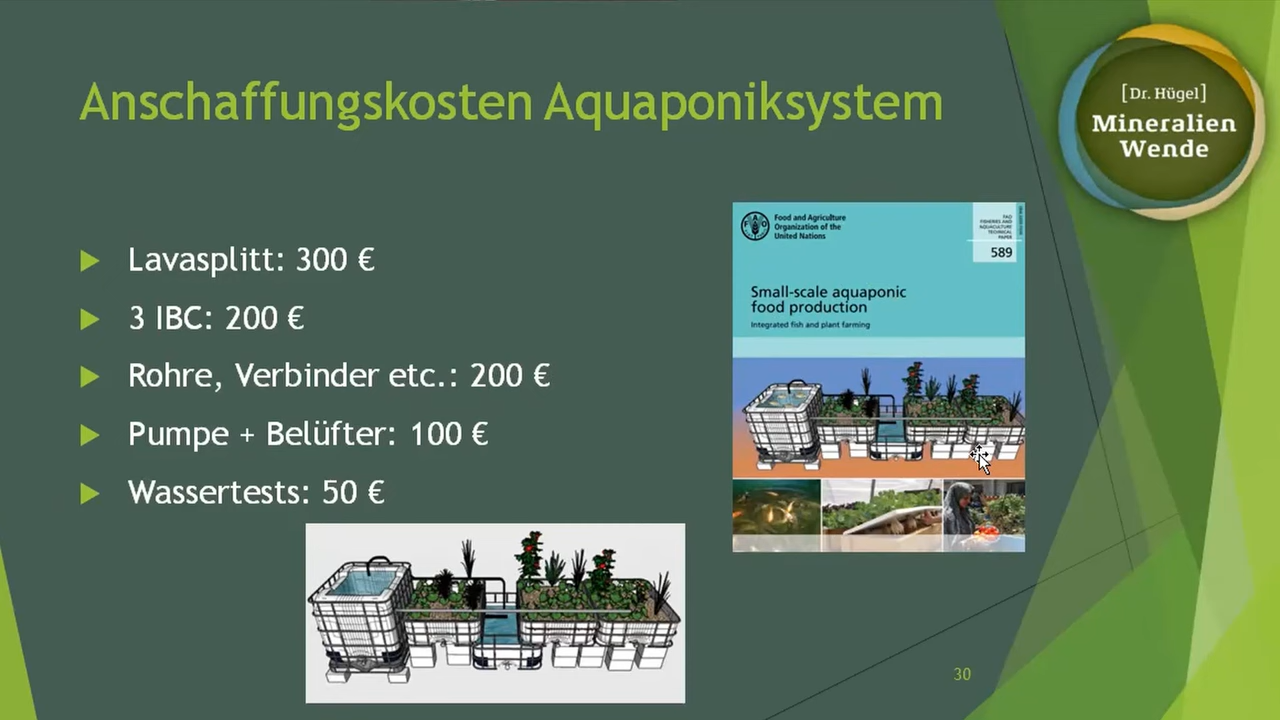 Anschaffungskosten Aquaponiksystem
[Dr. Hügel]
Mineralien
Wende
Lavasplitt: 300 €
3 IBC: 200 €
Rohre, Verbinder etc.: 200 €
Pumpe + Belüfter: 100 €
Wassertests: 50 €
Food and Agriculture
Organization of the
United Nations
FAO
FISHERIES AND
AQUACULTURE
TECHNICAL
PAPER
589
Small-scale aquaponic
food production
Integrated fish and plant farming
30